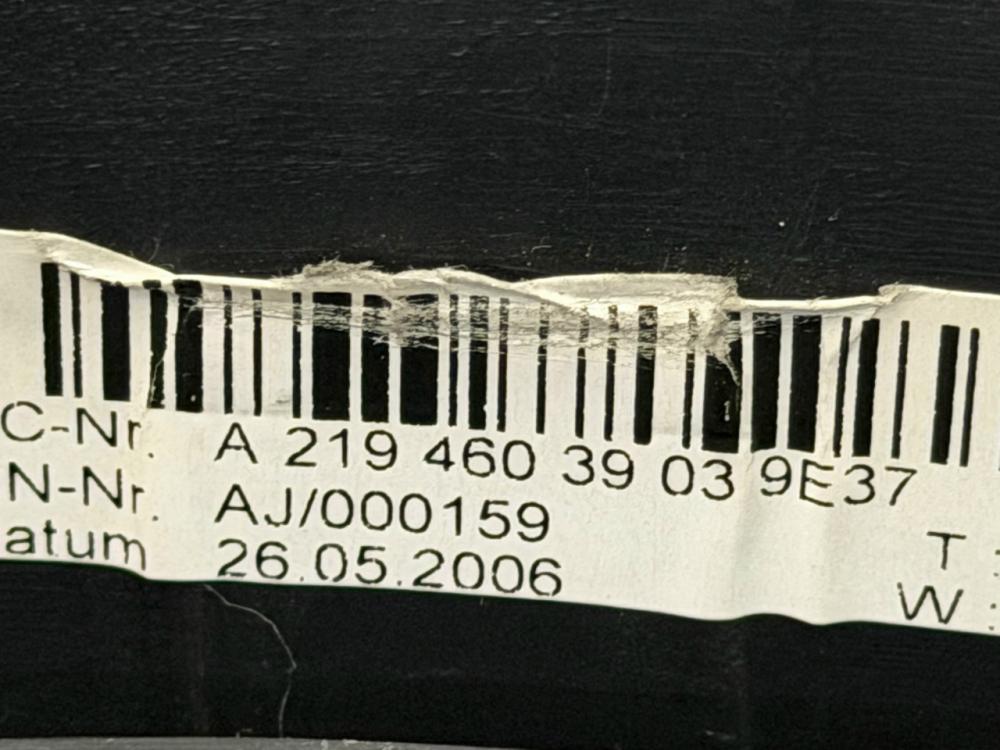 C-Nr. A 219 460 39 03 9E37
N-Nr. AJ/000159
atum 26.05.2006
T :
W :